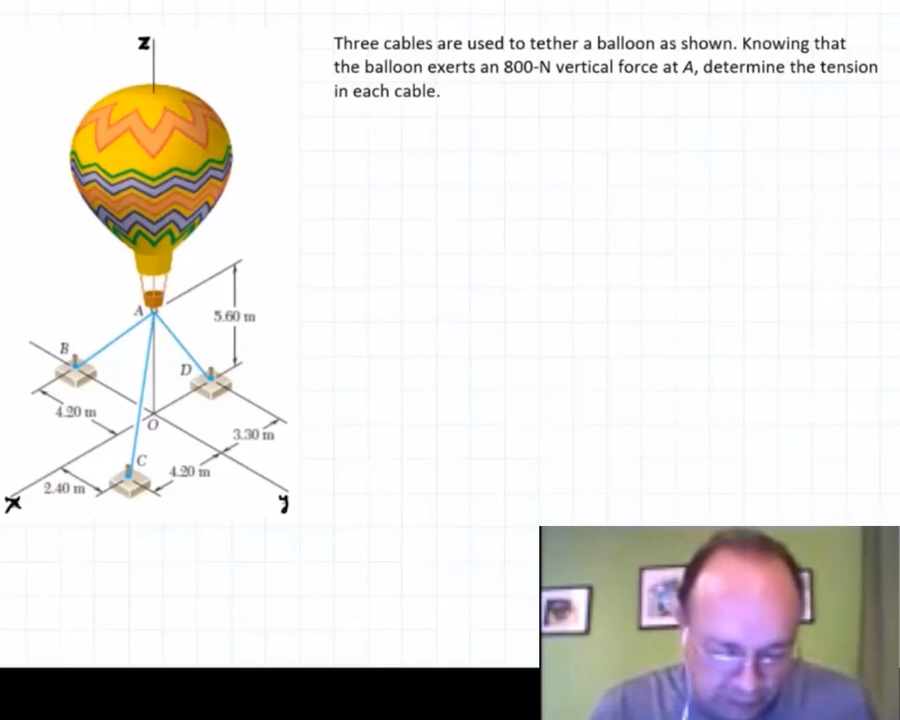 Three cables are used to tether a balloon as shown. Knowing that
the balloon exerts an 800-N vertical force at A, determine the tension
in each cable.
z
A
5.60 m
B
D
4.20 m
O
3.30 m
C
4.20 m
2.40 m
x
y